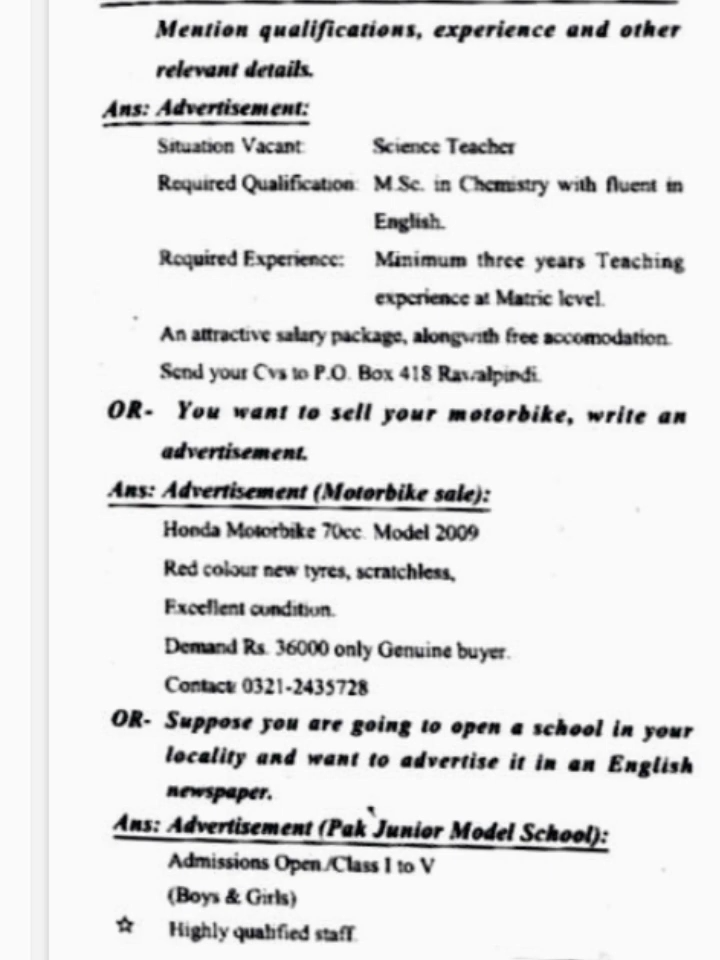 Mention qualifications, experience and other
relevant details.
Ans: Advertisement:
Situation Vacant: Science Teacher
Required Qualification: M.Sc. in Chemistry with fluent in
English.
Required Experience: Minimum three years Teaching
experience at Matric level.
An attractive salary package, alongwith free accomodation.
Send your Cvs to P.O. Box 418 Rawalpindi.
OR- You want to sell your motorbike, write an
advertisement.
Ans: Advertisement (Motorbike sale):
Honda Motorbike 70cc. Model 2009
Red colour new tyres, scratchless,
Excellent condition.
Demand Rs. 36000 only Genuine buyer.
Contact: 0321-2435728
OR- Suppose you are going to open a school in your
locality and want to advertise it in an English
newspaper.
Ans: Advertisement (Pak Junior Model School):
Admissions Open/Class I to V
(Boys & Girls)
☆ Highly qualified staff.